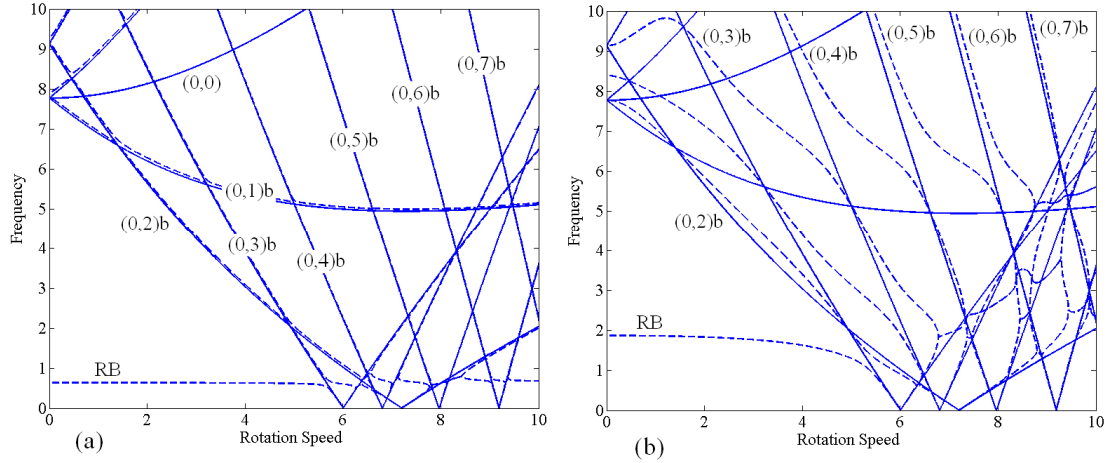 10
9
8
7
6
5
4
3
2
1
0
Frequency
(0,0)
(0,7)b
(0,6)b
(0,5)b
(0,1)b
(0,2)b
(0,3)b
(0,4)b
RB
0 2 4 6 8 10
Rotation Speed
(a)
10
9
8
7
6
5
4
3
2
1
0
Frequency
(0,3)b
(0,4)b
(0,5)b
(0,6)b
(0,7)b
(0,2)b
RB
0 2 4 6 8 10
Rotation Speed
(b)